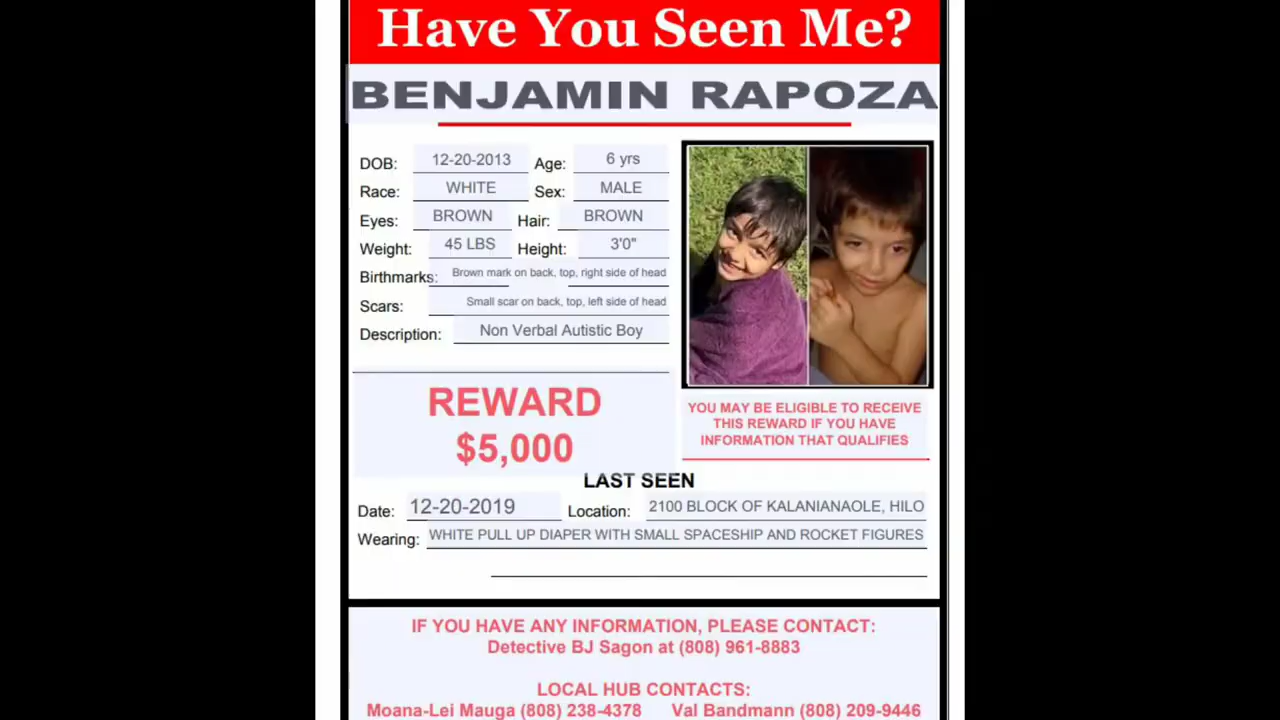 Have You Seen Me?
BENJAMIN RAPOZA
DOB: 12-20-2013 Age: 6 yrs
Race: WHITE Sex: MALE
Eyes: BROWN Hair: BROWN
Weight: 45 LBS Height: 3'0"
Birthmarks: Brown mark on back, top, right side of head
Scars: Small scar on back, top, left side of head
Description: Non Verbal Autistic Boy
REWARD
$5,000
YOU MAY BE ELIGIBLE TO RECEIVE
THIS REWARD IF YOU HAVE
INFORMATION THAT QUALIFIES
LAST SEEN
Date: 12-20-2019 Location: 2100 BLOCK OF KALANIANAOLE, HILO
Wearing: WHITE PULL UP DIAPER WITH SMALL SPACESHIP AND ROCKET FIGURES
IF YOU HAVE ANY INFORMATION, PLEASE CONTACT:
Detective BJ Sagon at (808) 961-8883
LOCAL HUB CONTACTS:
Moana-Lei Mauga (808) 238-4378 Val Bandmann (808) 209-9446